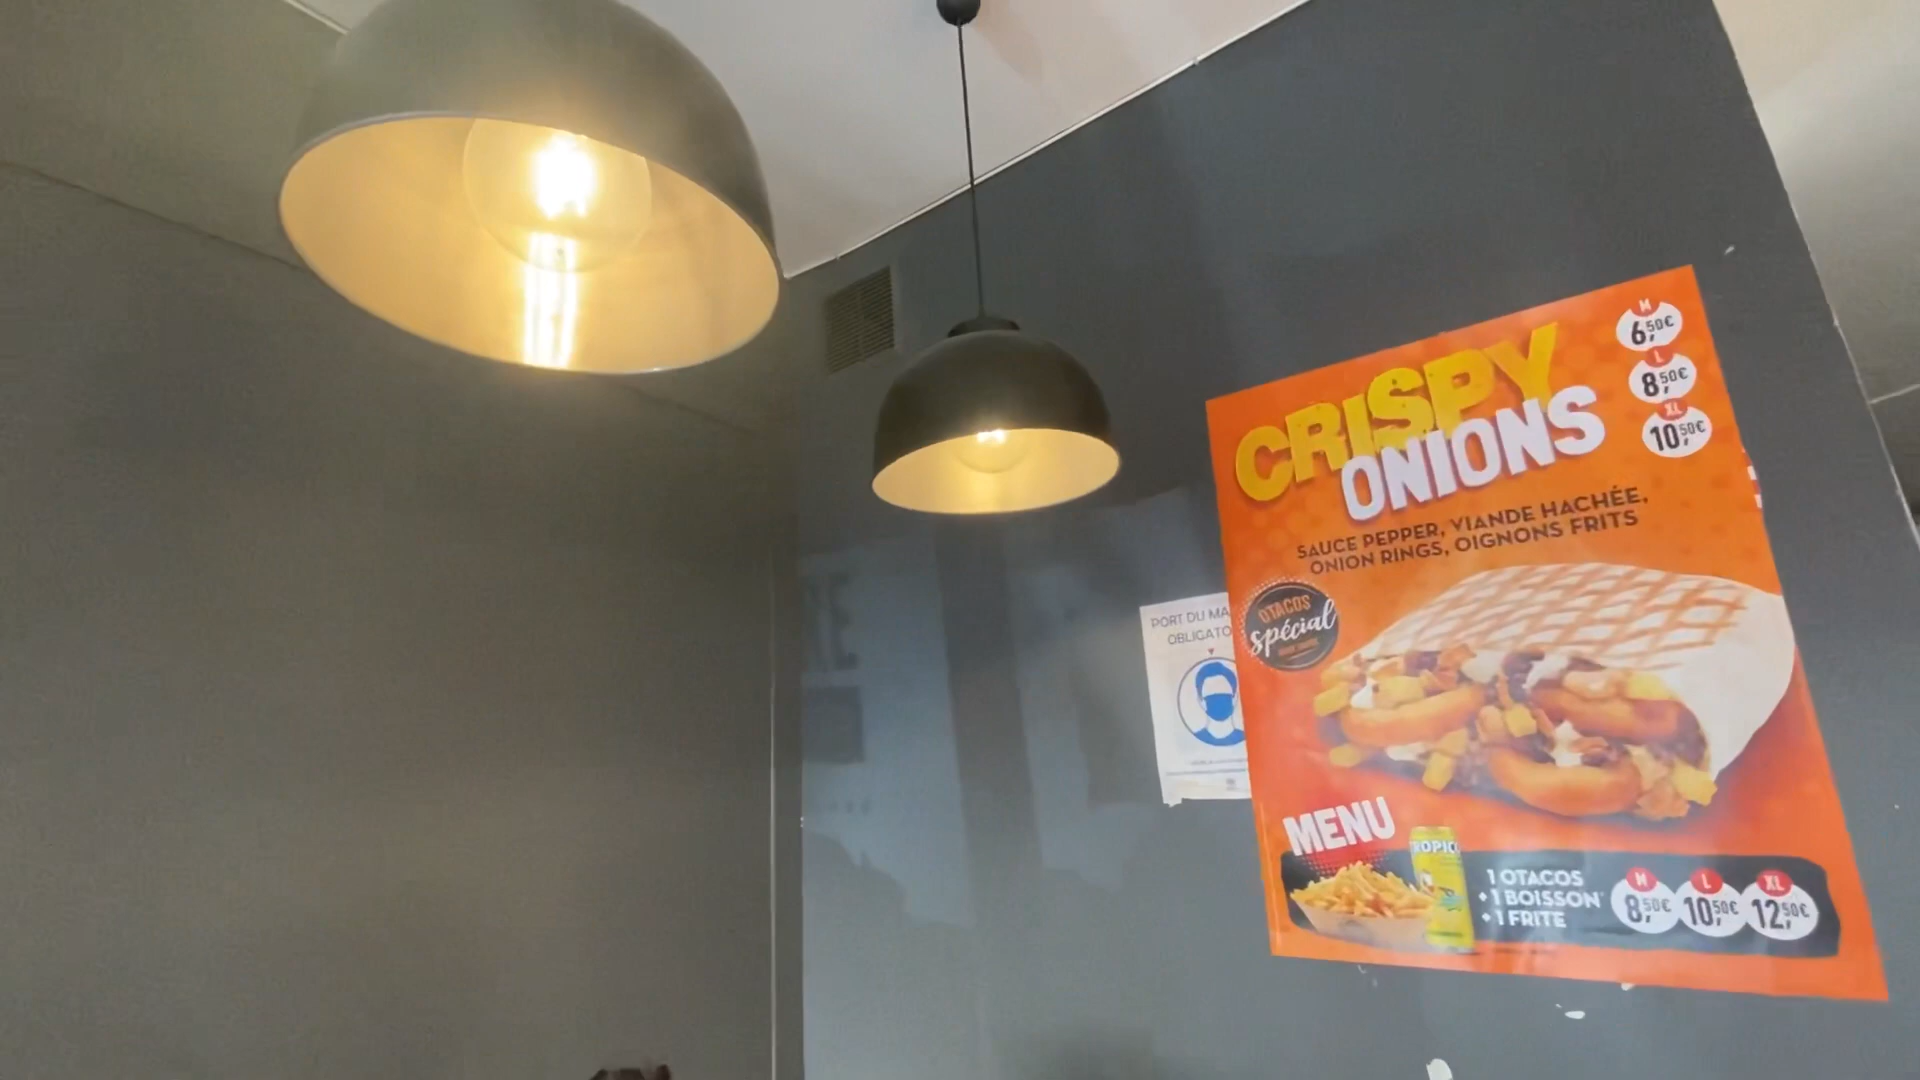 CRISPY
ONIONS
M
6,50€
L
8,50€
XL
10,50€
SAUCE PEPPER, VIANDE HACHÉE,
ONION RINGS, OIGNONS FRITS
OTACOS
spécial
PORT DU MA
OBLIGATO
MENU
TROPIC
1 OTACOS
+ 1 BOISSON*
+ 1 FRITE
M
8,50€
L
10,50€
XL
12,50€